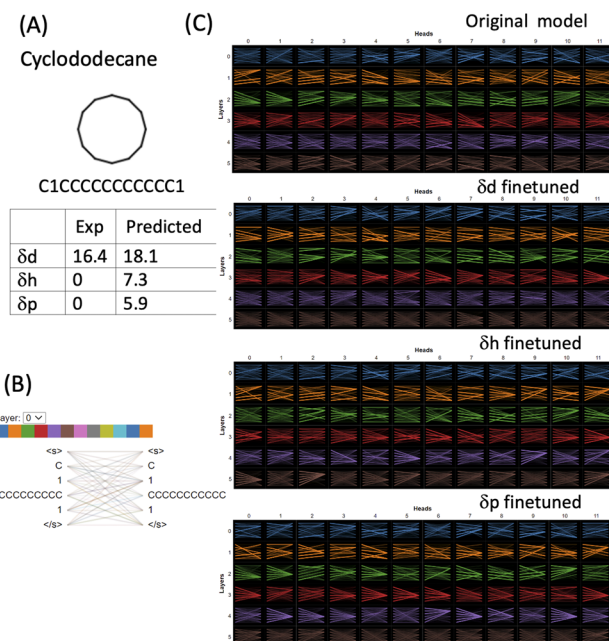 (A)
Cyclododecane
C1CCCCCCCCCCC1
Exp Predicted
δd 16.4 18.1
δh 0 7.3
δp 0 5.9
(B)
ayer: 0
<s> <s>
C C
1 1
CCCCCCCCCC CCCCCCCCCCC
1 1
</s> </s>
(C)
Original model
Heads
0 1 2 3 4 5 6 7 8 9 10 11
Layers
0
1
2
3
4
5
δd finetuned
Heads
0 1 2 3 4 5 6 7 8 9 10 11
Layers
0
1
2
3
4
5
δh finetuned
Heads
0 1 2 3 4 5 6 7 8 9 10 11
Layers
0
1
2
3
4
5
δp finetuned
Heads
0 1 2 3 4 5 6 7 8 9 10 11
Layers
0
1
2
3
4
5